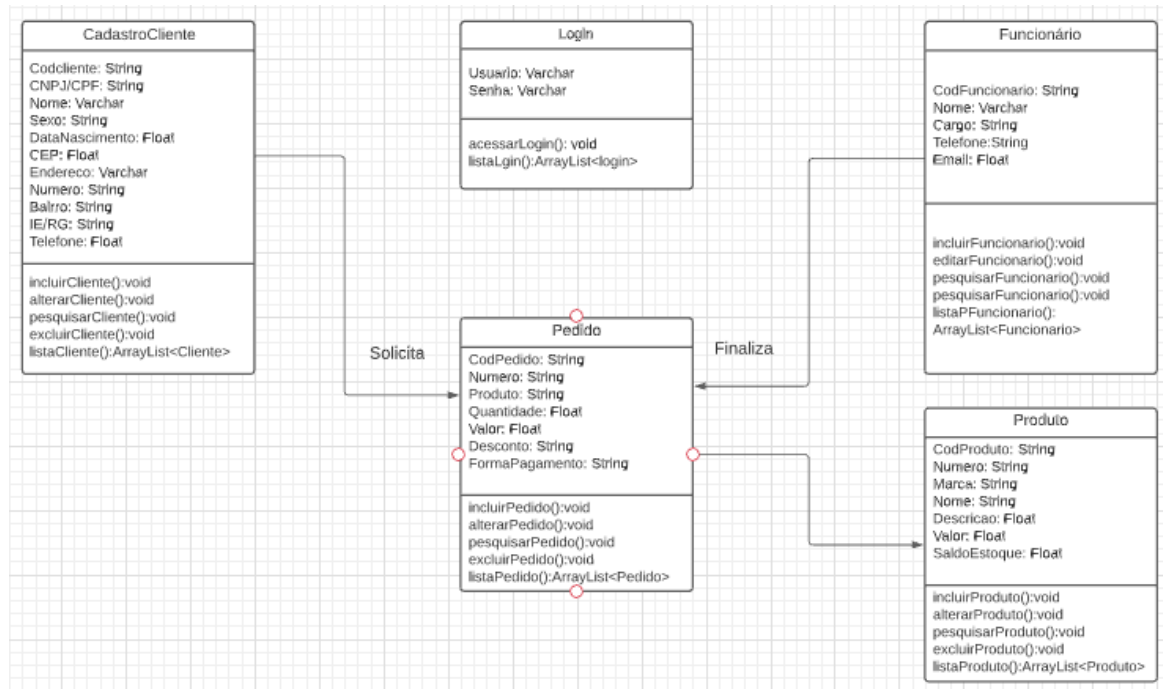 CadastroCliente
Codcliente: String
CNPJ/CPF: String
Nome: Varchar
Sexo: String
DataNascimento: Float
CEP: Float
Endereco: Varchar
Numero: String
Bairro: String
IE/RG: String
Telefone: Float
incluirCliente():void
alterarCliente():void
pesquisarCliente():void
excluirCliente():void
listaCliente():ArrayList<Cliente>
Login
Usuario: Varchar
Senha: Varchar
acessarLogin(): void
listaLgin():ArrayList<login>
Funcionário
CodFuncionario: String
Nome: Varchar
Cargo: String
Telefone:String
Email: Float
incluirFuncionario():void
editarFuncionario():void
pesquisarFuncionario():void
pesquisarFuncionario():void
listaPFuncionario():
ArrayList<Funcionario>
Solicita
Finaliza
Pedido
CodPedido: String
Numero: String
Produto: String
Quantidade: Float
Valor: Float
Desconto: String
FormaPagamento: String
incluirPedido():void
alterarPedido():void
pesquisarPedido():void
excluirPedido():void
listaPedido():ArrayList<Pedido>
Produto
CodProduto: String
Numero: String
Marca: String
Nome: String
Descricao: Float
Valor: Float
SaldoEstoque: Float
incluirProduto():void
alterarProduto():void
pesquisarProduto():void
excluirProduto():void
listaProduto():ArrayList<Produto>